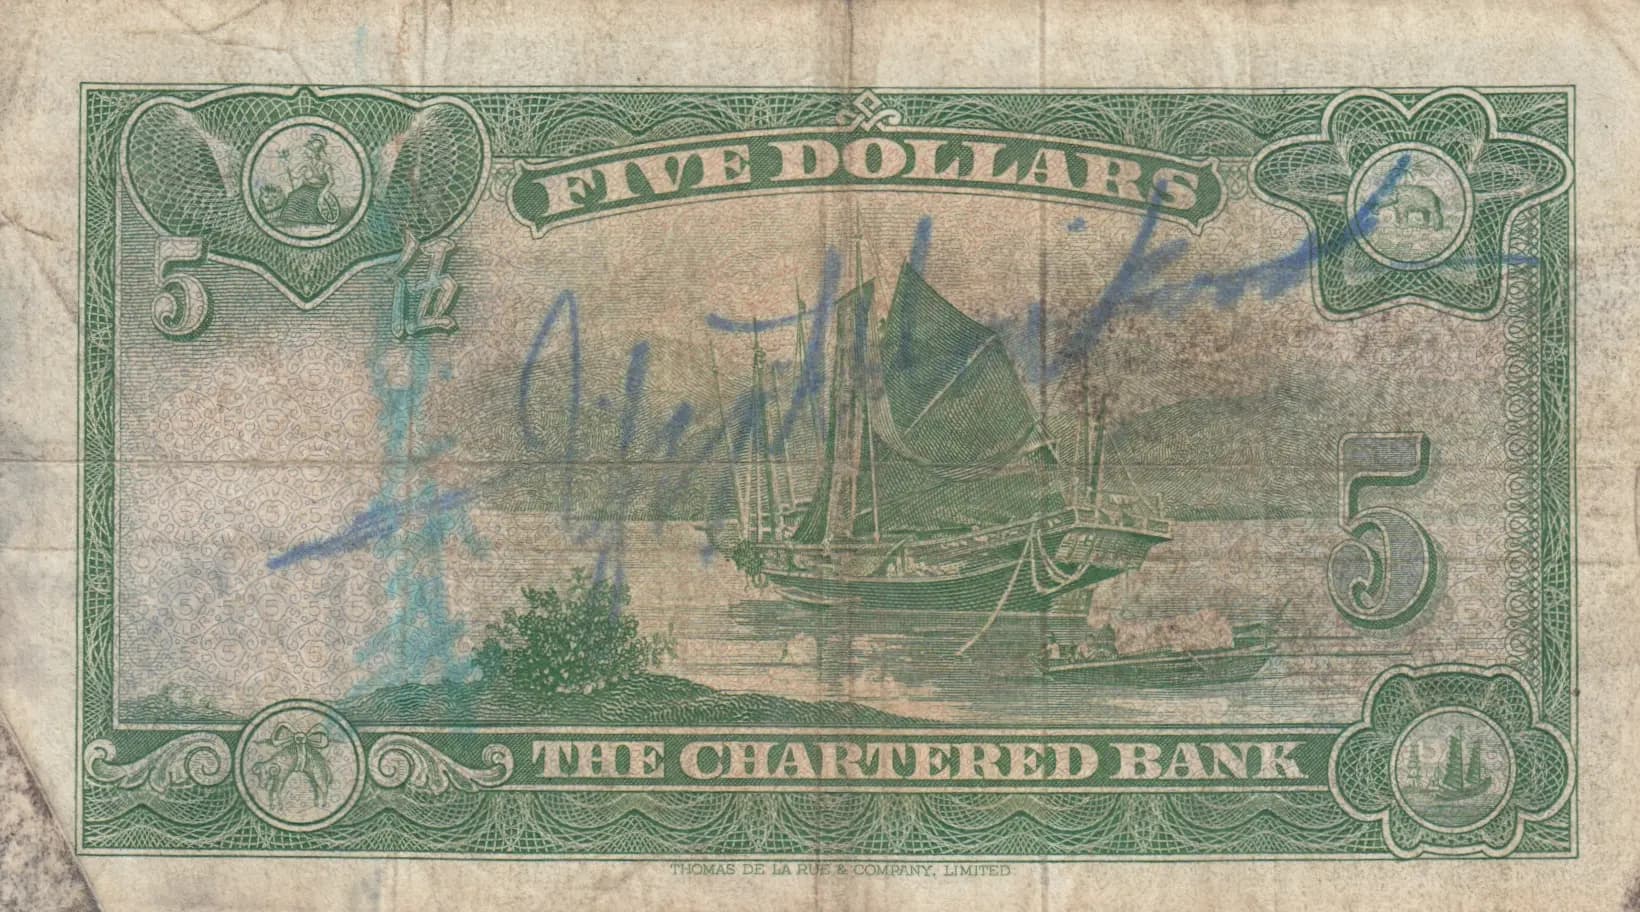 FIVE DOLLARS
5
伍
5
THE CHARTERED BANK
THOMAS DE LA RUE & COMPANY, LIMITED